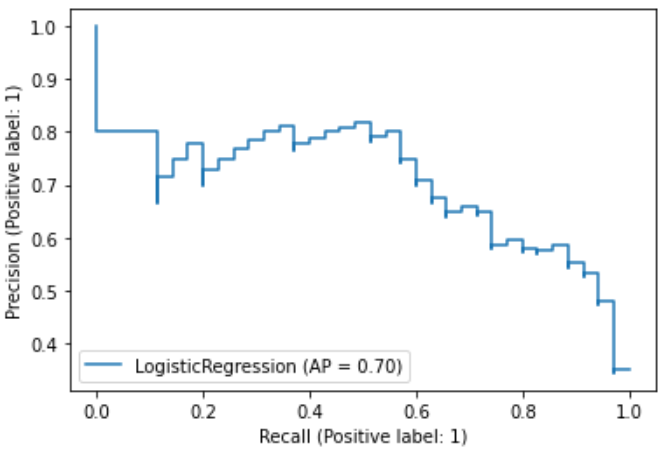 Precision (Positive label: 1)
1.0
0.9
0.8
0.7
0.6
0.5
0.4
LogisticRegression (AP = 0.70)
0.0 0.2 0.4 0.6 0.8 1.0
Recall (Positive label: 1)